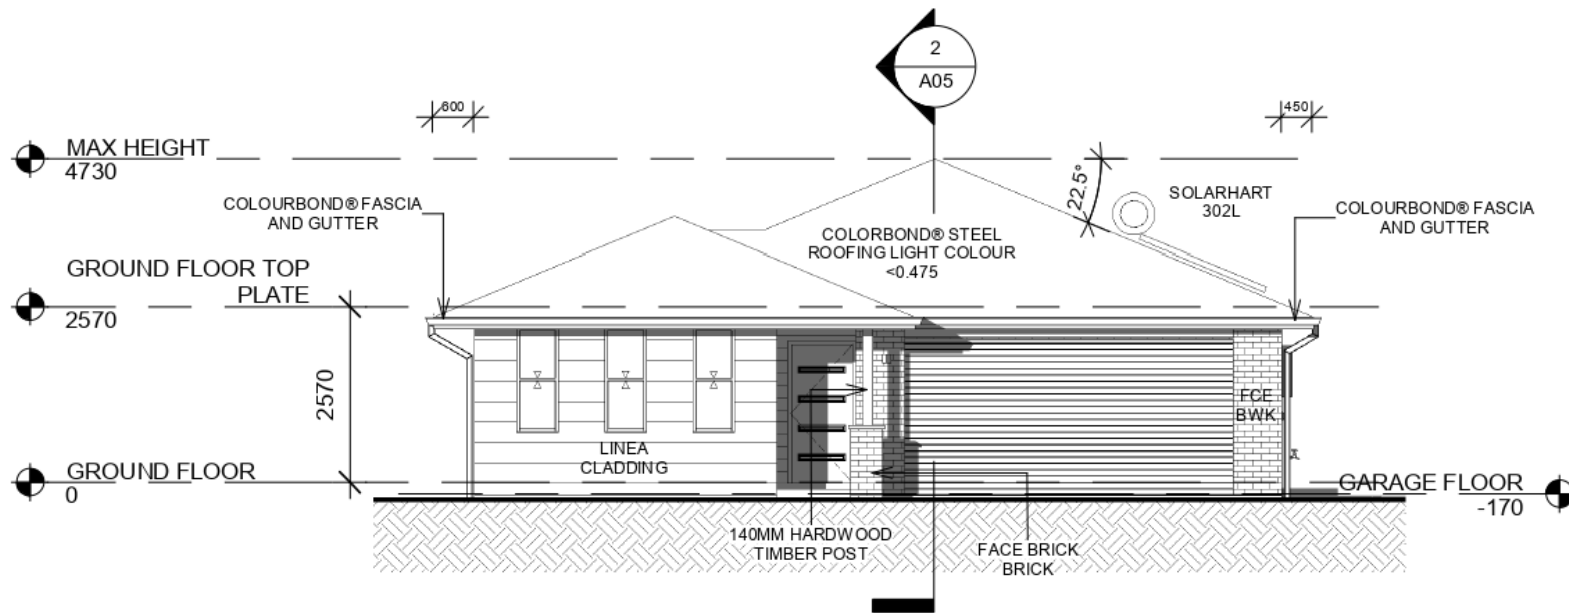 2
A05
600
450
MAX HEIGHT
4730
22.5°
SOLARHART
302L
COLOURBOND® FASCIA
AND GUTTER
COLOURBOND® FASCIA
AND GUTTER
COLORBOND® STEEL
ROOFING LIGHT COLOUR
<0.475
GROUND FLOOR TOP
PLATE
2570
2570
FCE
BWK
LINEA
CLADDING
GROUND FLOOR
0
GARAGE FLOOR
-170
140MM HARDWOOD
TIMBER POST
FACE BRICK
BRICK